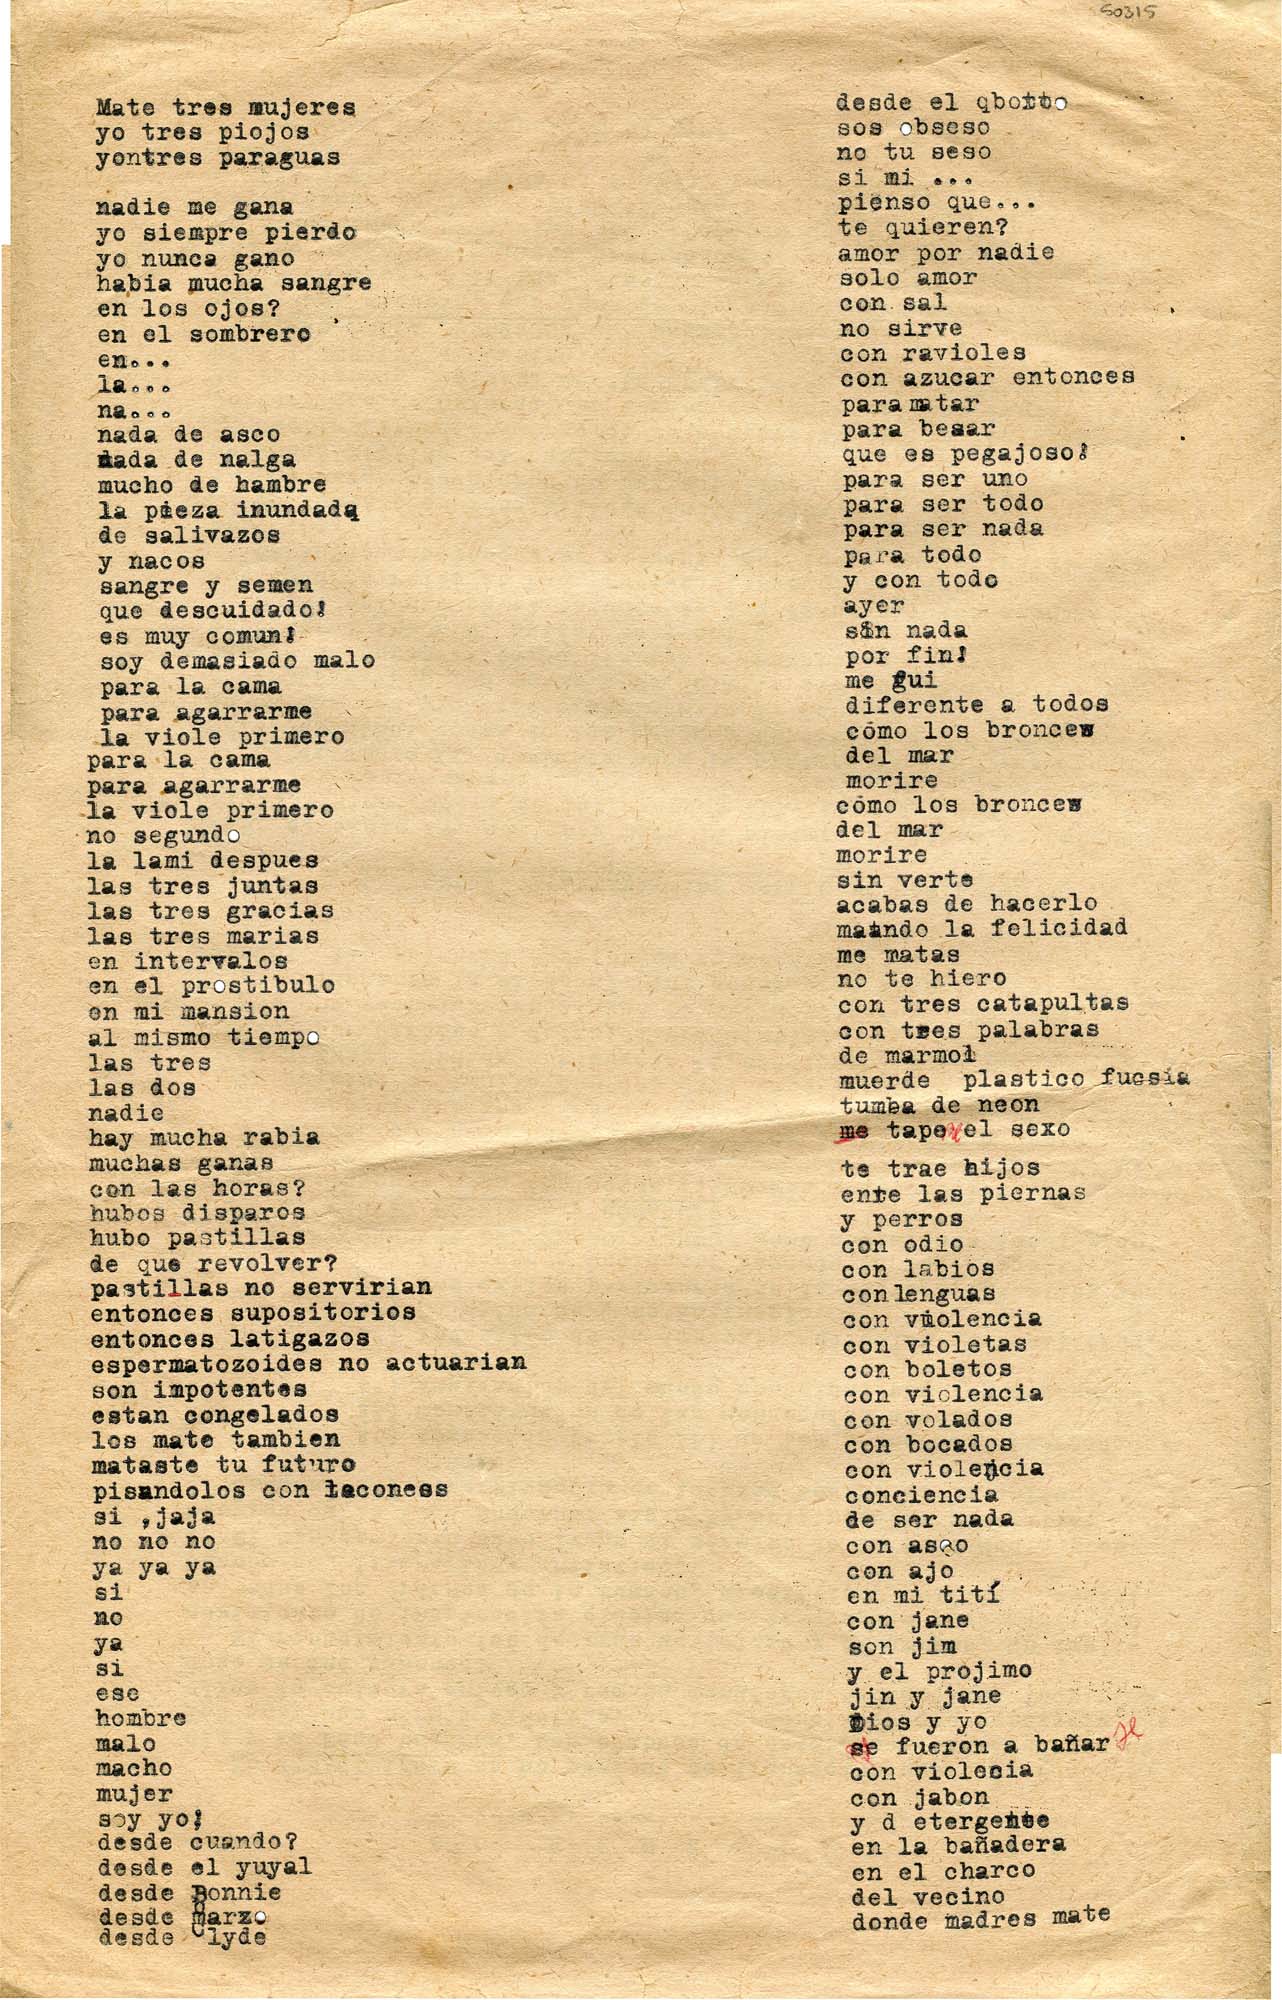 50315
Mate tres mujeres
yo tres piojos
yontres paraguas
nadie me gana
yo siempre pierdo
yo nunca gano
habia mucha sangre
en los ojos?
en el sombrero
en...
la...
na...
nada de asco
nada de nalga
mucho de hambre
la pieza inundada
de salivazos
y nacos
sangre y semen
que descuidado!
es muy comun!
soy demasiado malo
para la cama
para agarrarme
la viole primero
para la cama
para agarrarme
la viole primero
no segundo
la lami despues
las tres juntas
las tres gracias
las tres marias
en intervalos
en el prostibulo
en mi mansion
al mismo tiempo
las tres
las dos
nadie
hay mucha rabia
muchas ganas
con las horas?
hubos disparos
hubo pastillas
de que revolver?
pastillas no servirian
entonces supositorios
entonces latigazos
espermatozoides no actuarian
son impotentes
estan congelados
los mate tambien
mataste tu futuro
pisandolos con taconess
si ,jaja
no no no
ya ya ya
si
no
ya
si
ese
hombre
malo
macho
mujer
soy yo!
desde cuando?
desde el yuyal
desde Bonnie
desde marzo
desde Clyde
desde el qbotto
sos obseso
no tu seso
si mi ...
pienso que...
te quieren?
amor por nadie
solo amor
con sal
no sirve
con ravioles
con azucar entonces
para matar
para besar
que es pegajoso!
para ser uno
para ser todo
para ser nada
para todo
y con todo
ayer
sin nada
por fin!
me gui
diferente a todos
cómo los bronces
del mar
morire
cómo los bronces
del mar
morire
sin verte
acabas de hacerlo
matndo la felicidad
me matas
no te hiero
con tres catapultas
con tres palabras
de marmol
muerde plastico fucsia
tumba de neon
me tape el sexo
te trae hijos
ente las piernas
y perros
con odio
con labios
con lenguas
con violencia
con violetas
con boletos
con violencia
con volados
con bocados
con violencia
conciencia
de ser nada
con asco
con ajo
en mi tití
con jane
son jim
y el projimo
jin y jane
Dios y yo
se fueron a bañar se
con violecia
con jabon
y d etergente
en la bañadera
en el charco
del vecino
donde madres mate